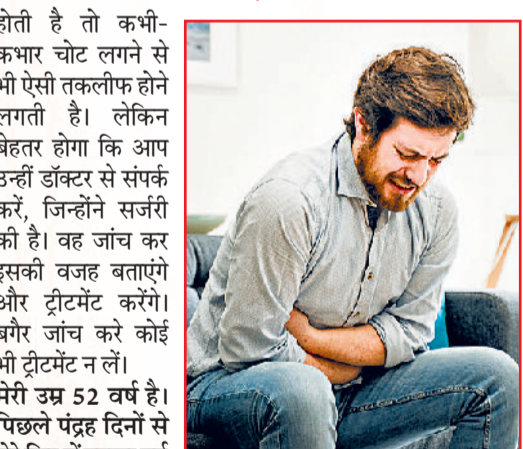 होती है तो कभी-
कभार चोट लगने से
भी ऐसी तकलीफ होने
लगती है। लेकिन
बेहतर होगा कि आप
उन्हीं डॉक्टर से संपर्क
करें, जिन्होंने सर्जरी
की है। वह जांच कर
इसकी वजह बताएंगे
और ट्रीटमेंट करेंगे।
बगैर जांच करे कोई
भी ट्रीटमेंट न लें।
मेरी उम्र 52 वर्ष है।
पिछले पंद्रह दिनों से